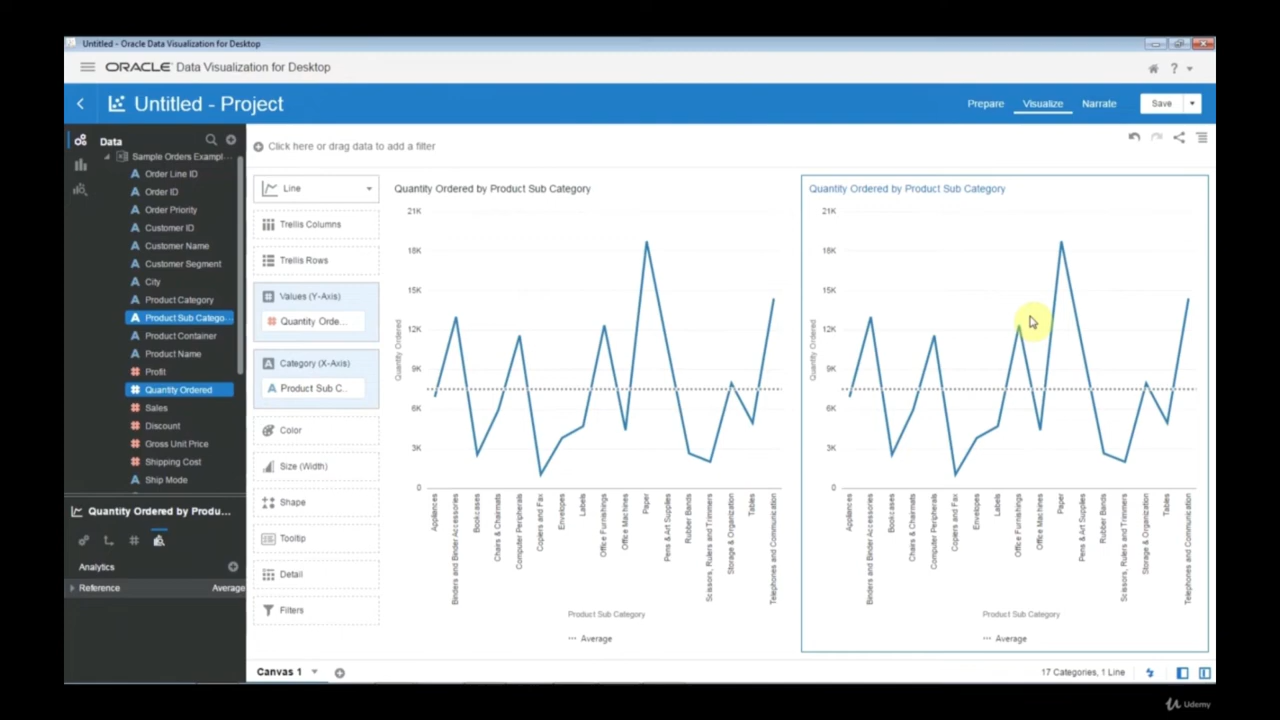 Untitled - Oracle Data Visualization for Desktop
ORACLE Data Visualization for Desktop
?
Untitled - Project
Prepare
Visualize
Narrate
Save
Data
Sample Orders Exampl...
A Order Line ID
A Order ID
A Order Priority
A Customer ID
A Customer Name
A Customer Segment
A City
A Product Category
A Product Sub Catego...
A Product Container
A Product Name
# Profit
# Quantity Ordered
# Sales
# Discount
# Gross Unit Price
# Shipping Cost
A Ship Mode
Quantity Ordered by Produ...
#
Analytics
Reference
Average
Click here or drag data to add a filter
Line
Trellis Columns
Trellis Rows
Values (Y-Axis)
# Quantity Orde...
A Category (X-Axis)
A Product Sub C..
Color
Size (Width)
Shape
Tooltip
Detail
Filters
Quantity Ordered by Product Sub Category
21K
18K
15K
12K
9K
6K
3K
0
Quantity Ordered
Appliances
Binders and Binder Accessories
Bookcases
Chairs & Chairmats
Computer Peripherals
Copiers and Fax
Envelopes
Labels
Office Furnishings
Office Machines
Paper
Pens & Art Supplies
Rubber Bands
Scissors, Rulers and Trimmers
Storage & Organization
Tables
Telephones and Communication
Product Sub Category
Average
Quantity Ordered by Product Sub Category
21K
18K
15K
12K
9K
6K
3K
0
Quantity Ordered
Appliances
Binders and Binder Accessories
Bookcases
Chairs & Chairmats
Computer Peripherals
Copiers and Fax
Envelopes
Labels
Office Furnishings
Office Machines
Paper
Pens & Art Supplies
Rubber Bands
Scissors, Rulers and Trimmers
Storage & Organization
Tables
Telephones and Communication
Product Sub Category
Average
Canvas 1
17 Categories, 1 Line
Udemy